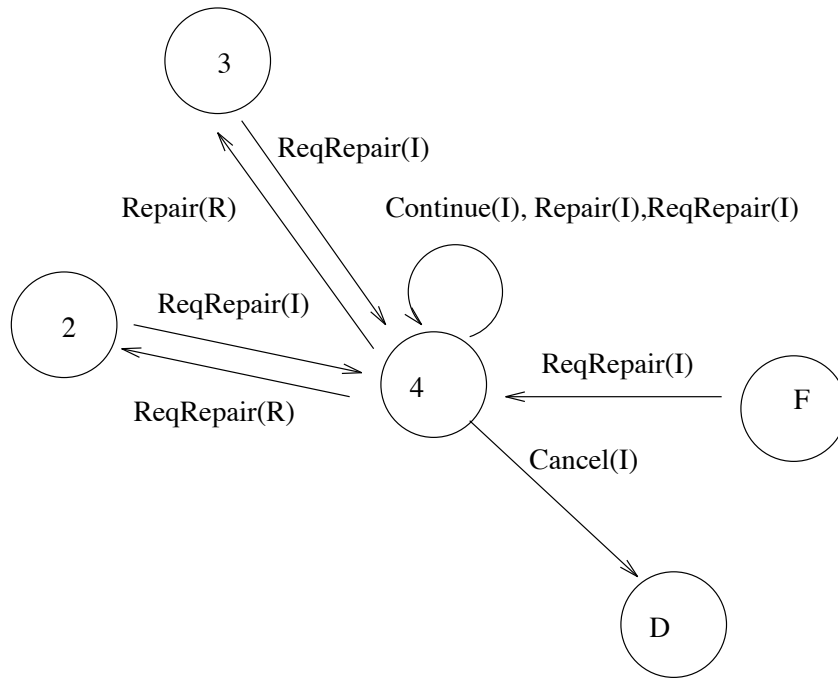 3
ReqRepair(I)
Repair(R)
Continue(I), Repair(I),ReqRepair(I)
ReqRepair(I)
2
ReqRepair(I)
4
F
ReqRepair(R)
Cancel(I)
D